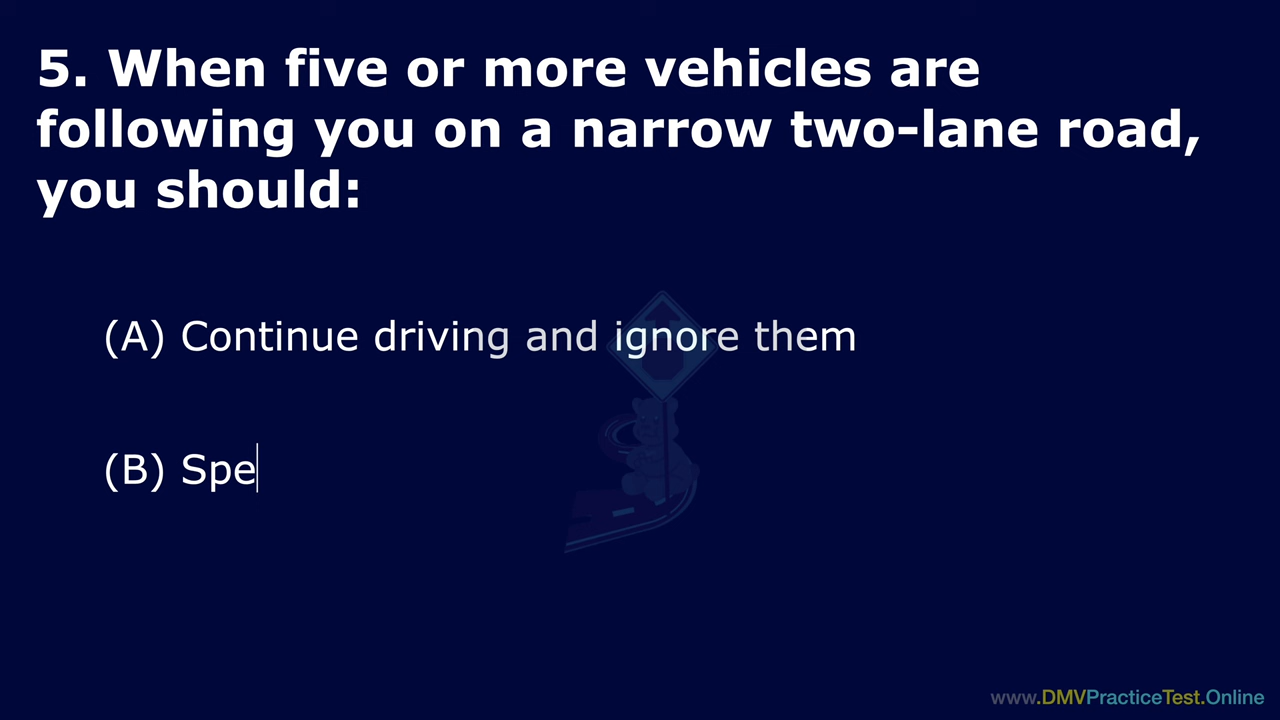 5. When five or more vehicles are
following you on a narrow two-lane road,
you should:
(A) Continue driving and ignore them
(B) Spe
www.DMVPracticeTest.Online